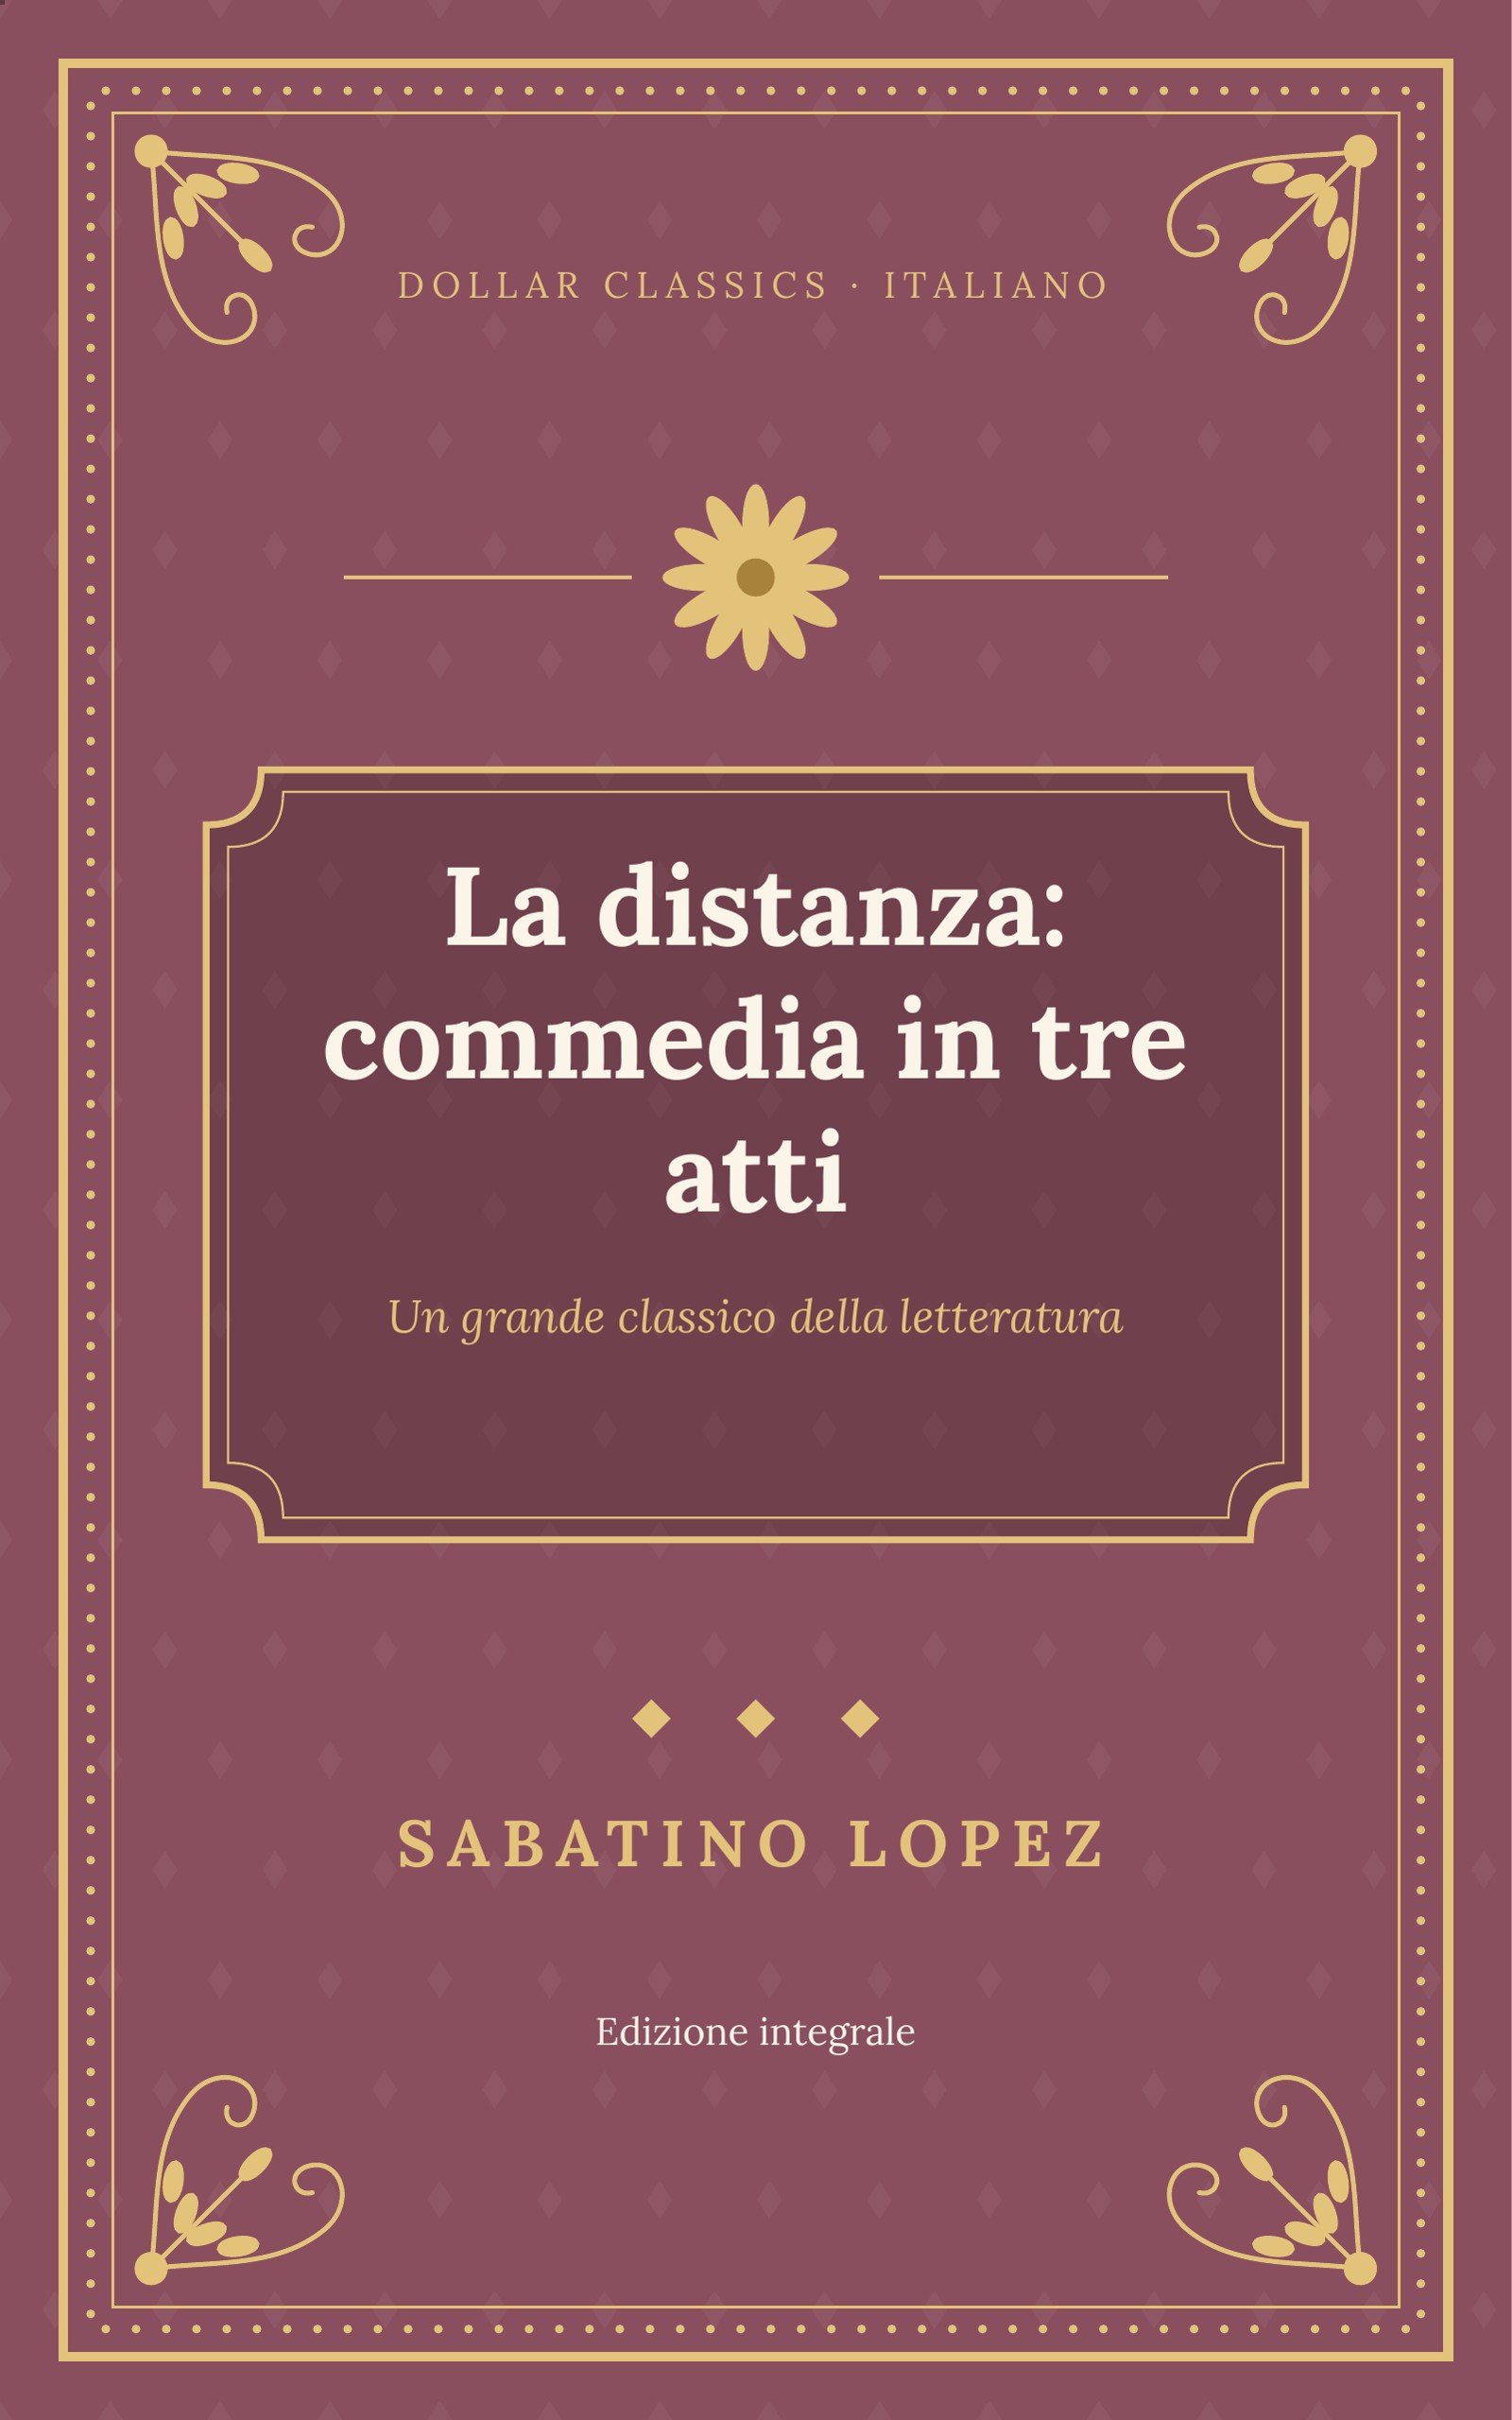 DOLLAR CLASSICS · ITALIANO
La distanza:
commedia in tre
atti
Un grande classico della letteratura
SABATINO LOPEZ
Edizione integrale